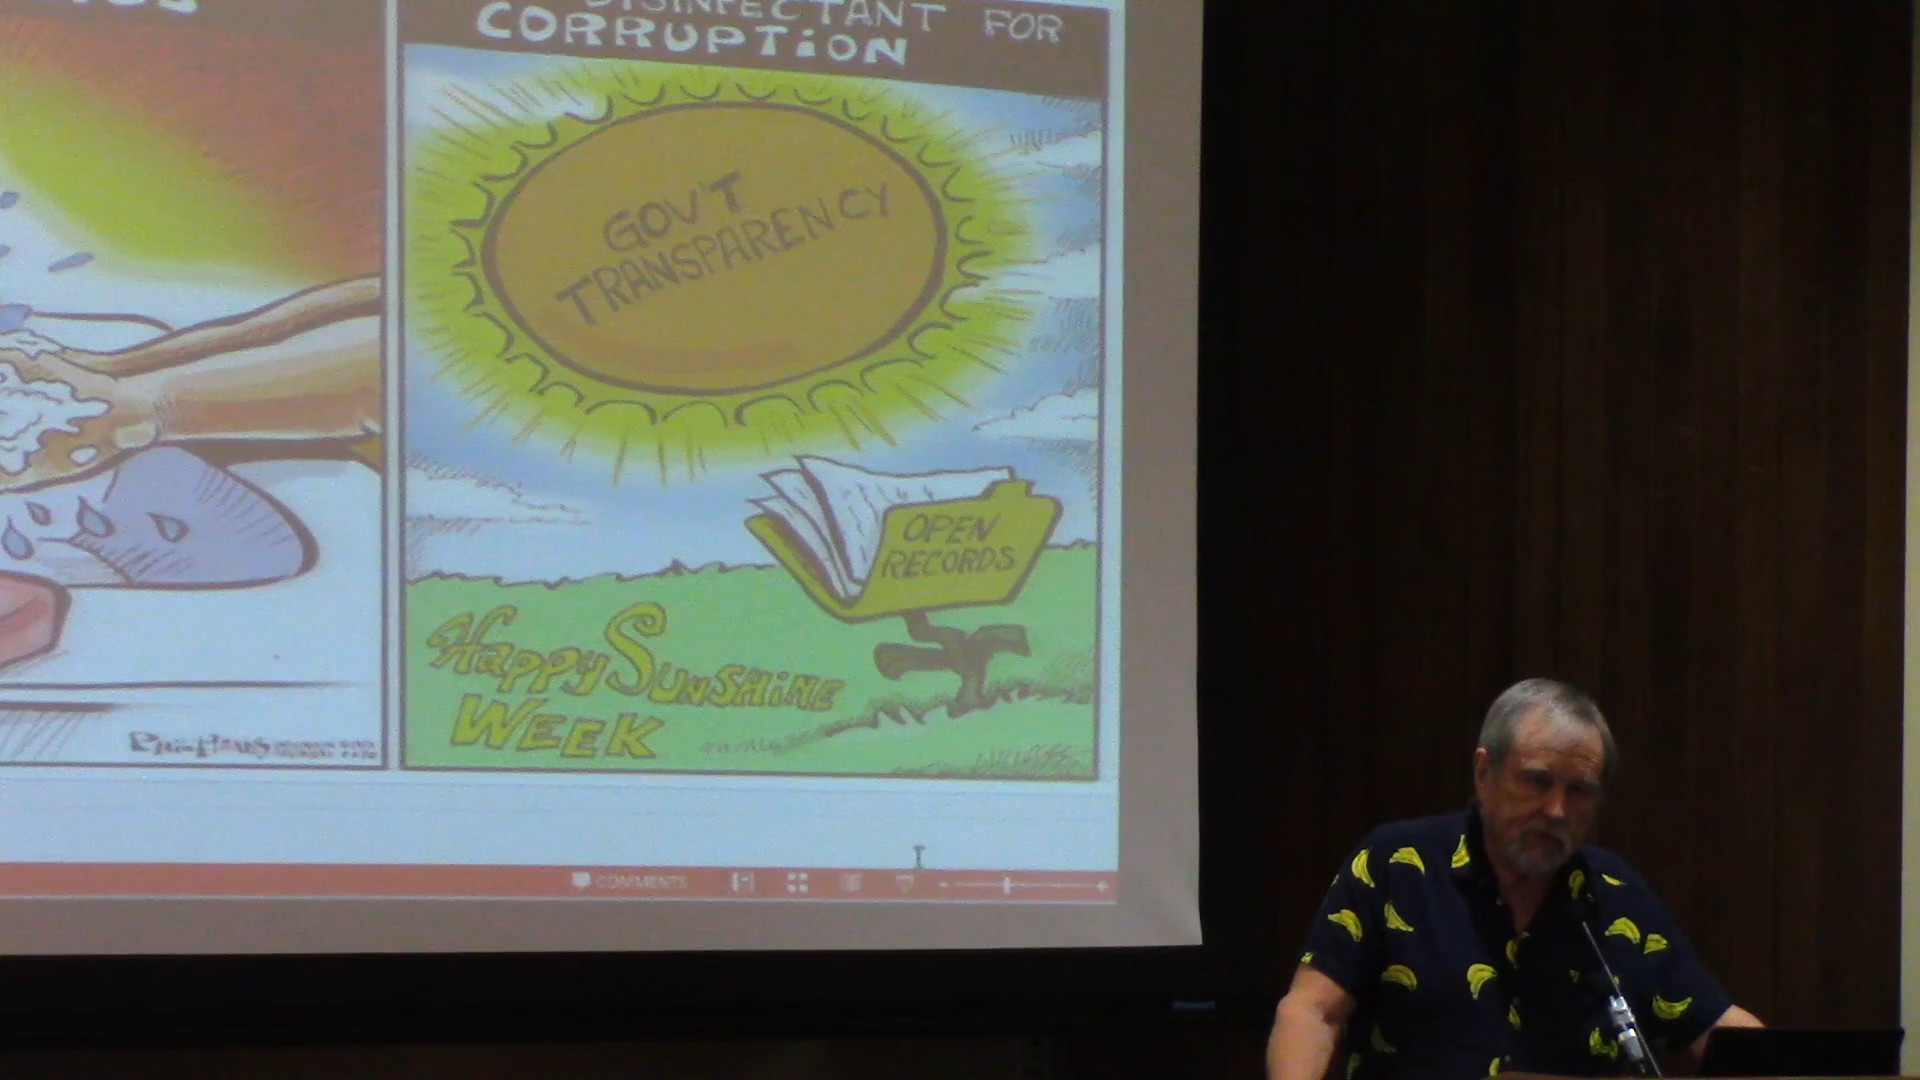 DISINFECTANT FOR
CORRUPTION
GOV'T
TRANSPARENCY
OPEN
RECORDS
Happy Sunshine
Week
COMMENTS